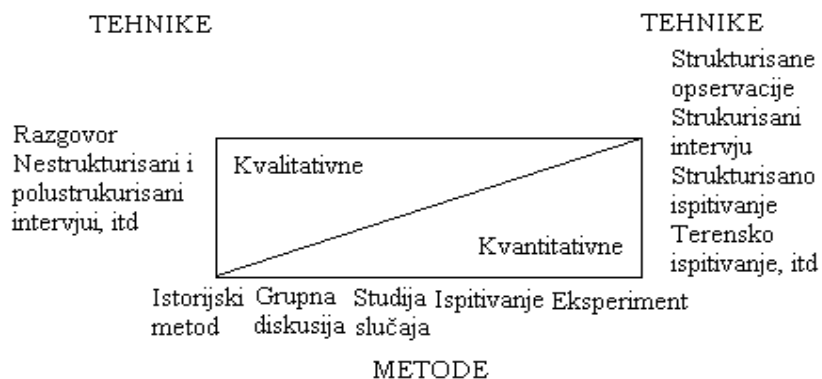 TEHNIKE
TEHNIKE
Strukturisane
opservacije
Strukurisani
intervju
Strukturisano
ispitivanje
Terensko
ispitivanje, itd
Razgovor
Nestrukturisani i
polustrukurisani
intervjui, itd
Kvalitativne
Kvantitativne
Istorijski
metod
Grupna
diskusija
Studija
slučaja
Ispitivanje
Eksperiment
METODE